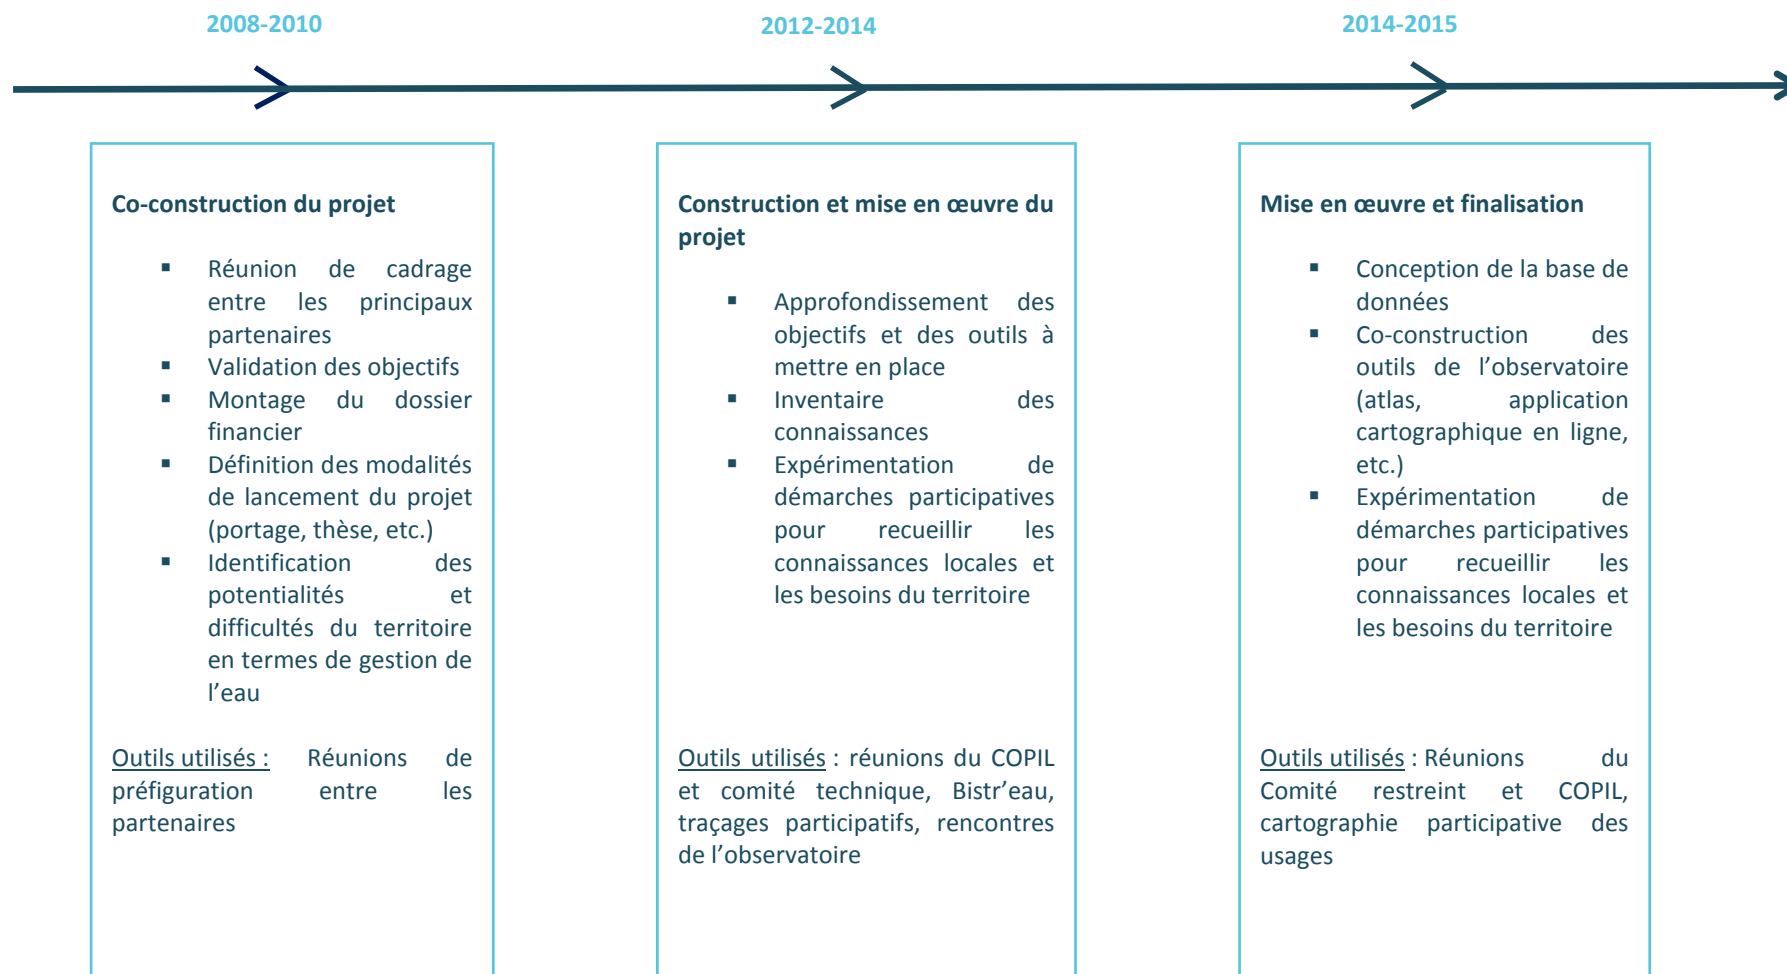 2008-2010
2012-2014
2014-2015
Co-construction du projet
▪ Réunion de cadrage
entre les principaux
partenaires
▪ Validation des objectifs
▪ Montage du dossier
financier
▪ Définition des modalités
de lancement du projet
(portage, thèse, etc.)
▪ Identification des
potentialités et
difficultés du territoire
en termes de gestion de
l’eau
Outils utilisés : Réunions de
préfiguration entre les
partenaires
Construction et mise en œuvre du
projet
▪ Approfondissement des
objectifs et des outils à
mettre en place
▪ Inventaire des
connaissances
▪ Expérimentation de
démarches participatives
pour recueillir les
connaissances locales et
les besoins du territoire
Outils utilisés : réunions du COPIL
et comité technique, Bistr’eau,
traçages participatifs, rencontres
de l’observatoire
Mise en œuvre et finalisation
▪ Conception de la base de
données
▪ Co-construction des
outils de l’observatoire
(atlas, application
cartographique en ligne,
etc.)
▪ Expérimentation de
démarches participatives
pour recueillir les
connaissances locales et
les besoins du territoire
Outils utilisés : Réunions du
Comité restreint et COPIL,
cartographie participative des
usages